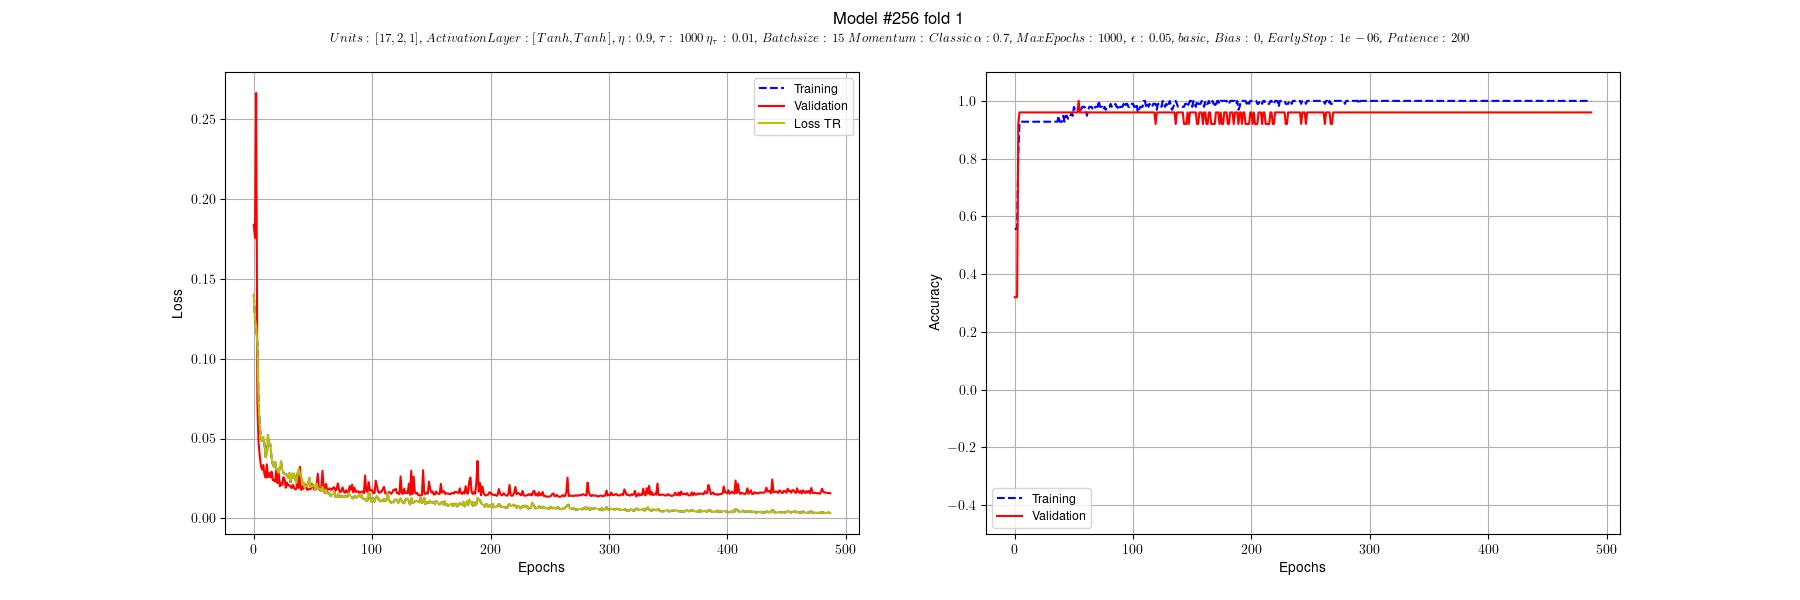 Model #256 fold 1
Units : [17, 2, 1], ActivationLayer : [Tanh, Tanh], η : 0.9, τ : 1000 η_τ : 0.01, Batchsize : 15 Momentum : Classic α : 0.7, MaxEpochs : 1000, ϵ : 0.05, basic, Bias : 0, EarlyStop : 1e − 06, Patience : 200
Loss
0.25
0.20
0.15
0.10
0.05
0.00
Training
Validation
Loss TR
0 100 200 300 400 500
Epochs
Accuracy
1.0
0.8
0.6
0.4
0.2
0.0
−0.2
−0.4
Training
Validation
0 100 200 300 400 500
Epochs